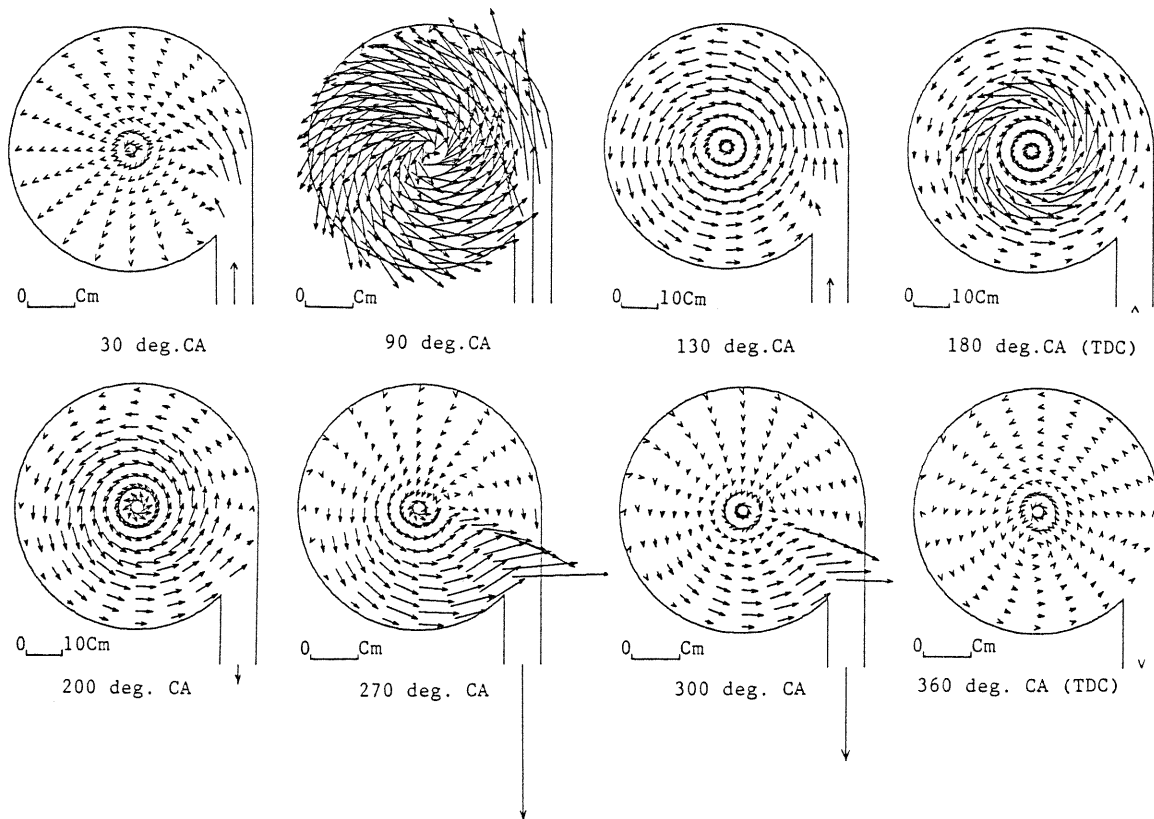 0 Cm
30 deg.CA
0 Cm
90 deg.CA
0 10Cm
130 deg.CA
0 10Cm
180 deg.CA (TDC)
0 10Cm
200 deg. CA
0 Cm
270 deg. CA
0 Cm
300 deg. CA
0 Cm
360 deg. CA (TDC)